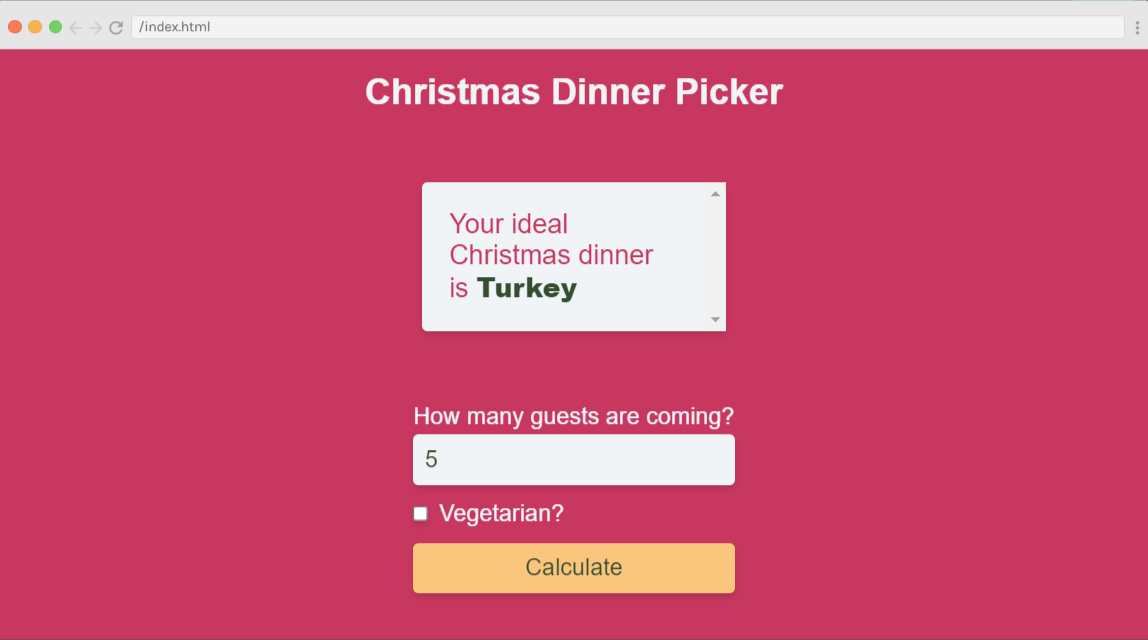 /index.html
Christmas Dinner Picker
Your ideal
Christmas dinner
is Turkey
How many guests are coming?
5
Vegetarian?
Calculate